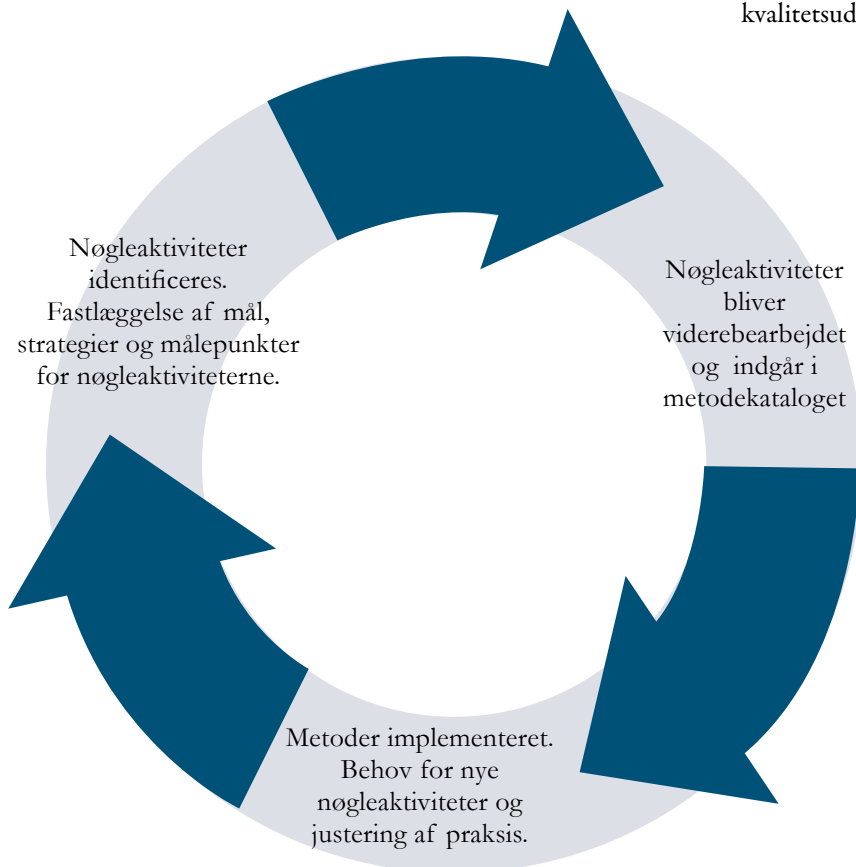 kvalitetsud
Nøgleaktiviteter
identificeres.
Fastlæggelse af mål,
strategier og målepunkter
for nøgleaktiviteterne.
Nøgleaktiviteter
bliver
viderebearbejdet
og indgår i
metodekataloget
Metoder implementeret.
Behov for nye
nøgleaktiviteter og
justering af praksis.